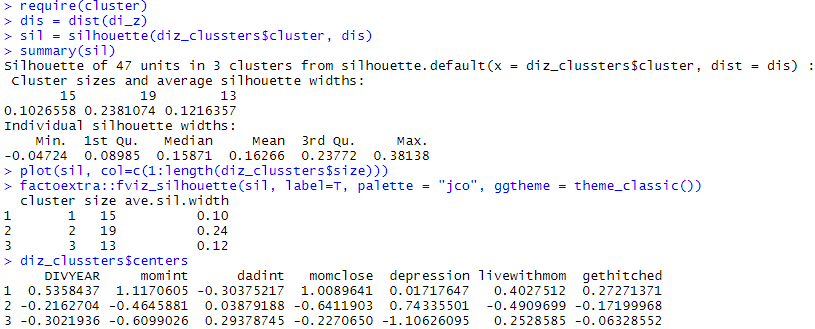 > require(cluster)
> dis = dist(di_z)
> sil = silhouette(diz_clussters$cluster, dis)
> summary(sil)
Silhouette of 47 units in 3 clusters from silhouette.default(x = diz_clussters$cluster, dist = dis) :
 Cluster sizes and average silhouette widths:
       15        19        13
0.1026558 0.2381074 0.1216357
Individual silhouette widths:
    Min.  1st Qu.   Median     Mean  3rd Qu.     Max.
-0.04724  0.08985  0.15871  0.16266  0.23772  0.38138
> plot(sil, col=c(1:length(diz_clussters$size)))
> factoextra::fviz_silhouette(sil, label=T, palette = "jco", ggtheme = theme_classic())
  cluster size ave.sil.width
1       1   15          0.10
2       2   19          0.24
3       3   13          0.12
> diz_clussters$centers
     DIVYEAR     momint      dadint   momclose  depression livewithmom  gethitched
1  0.5358437  1.1170605 -0.30375217  1.0089641  0.01717647   0.4027512  0.27271371
2 -0.2162704 -0.4645881  0.03879188 -0.6411903  0.74335501  -0.4909699 -0.17199968
3 -0.3021936 -0.6099026  0.29378245 -0.2270650 -1.10626095   0.2528585 -0.06328552